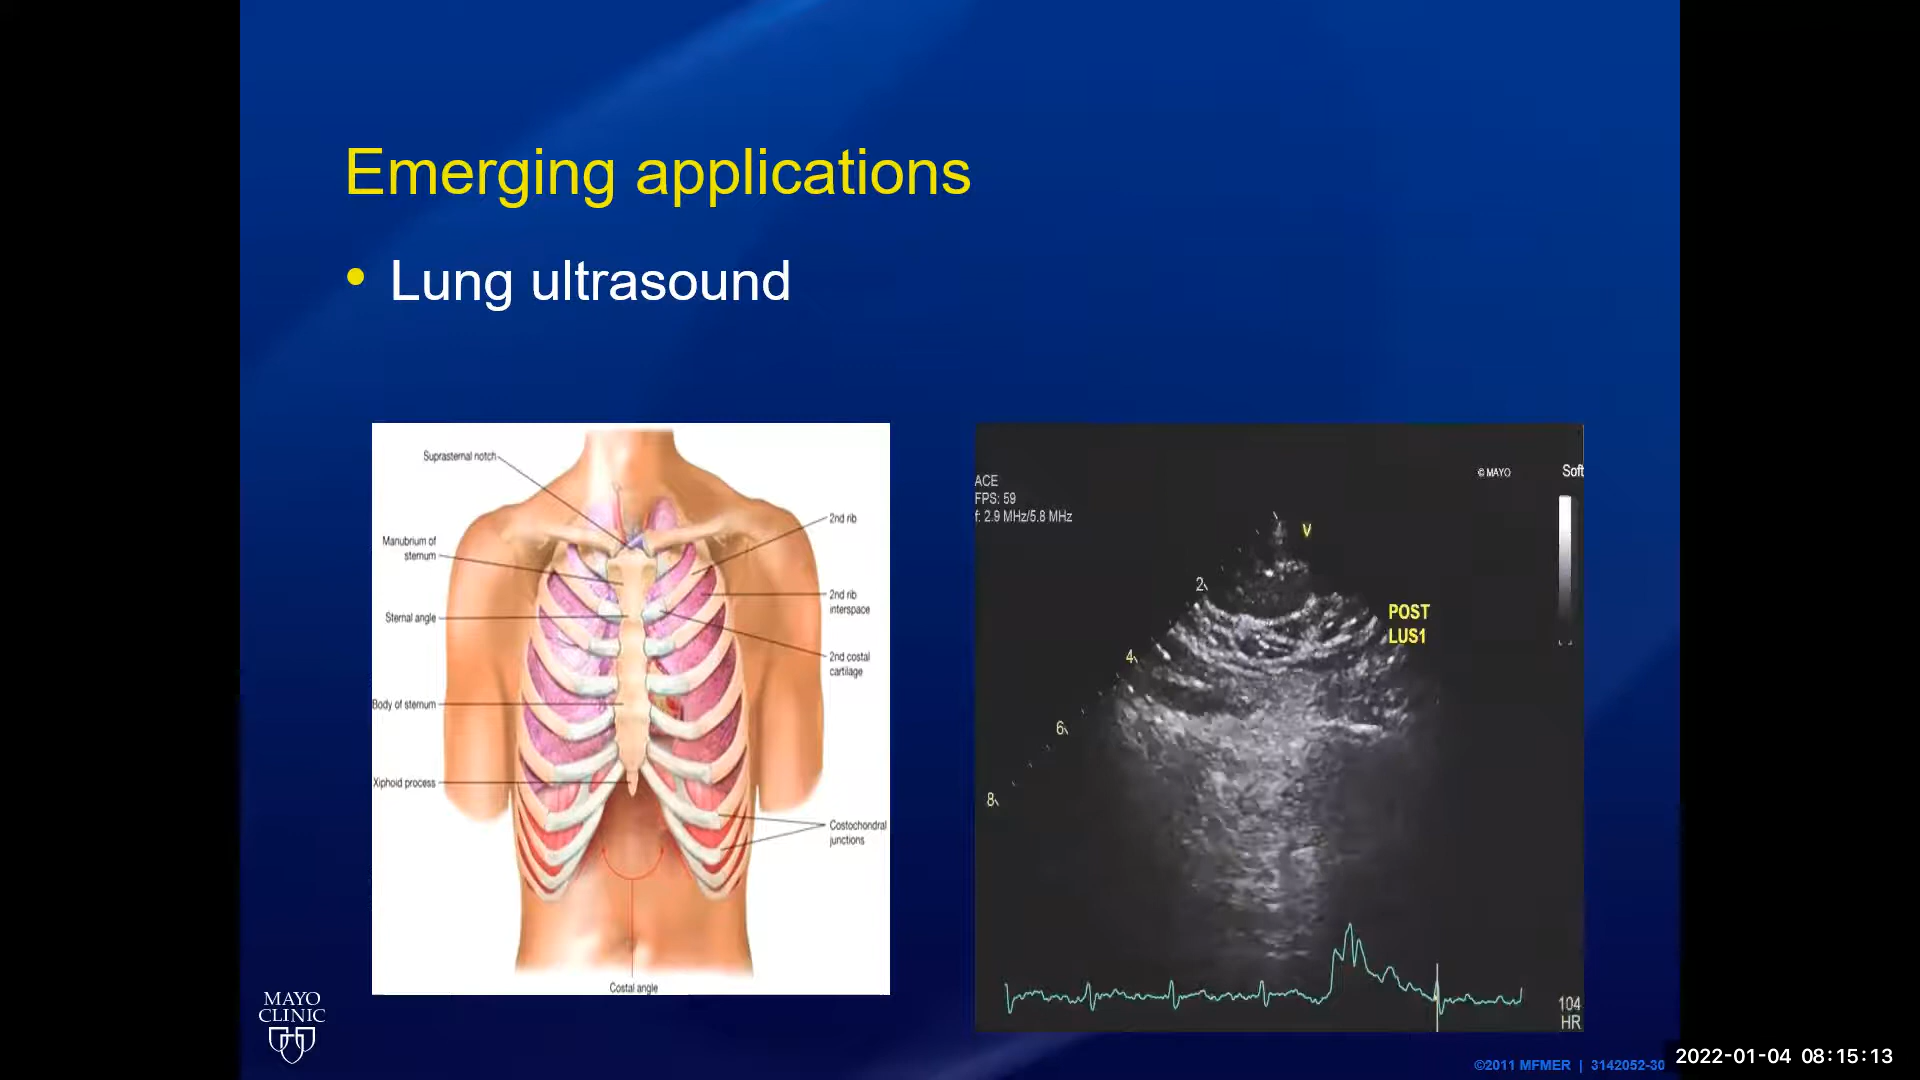 Emerging applications
• Lung ultrasound
Suprasternal notch
2nd rib
Manubrium of
sternum
2nd rib
interspace
Sternal angle
2nd costal
cartilage
Body of sternum
Xiphoid process
Costochondral
junctions
Costal angle
ACE
FPS: 59
f: 2.9 MHz/5.8 MHz
© MAYO
Soft
V
2
POST
LUS1
4
6
8
104
HR
MAYO
CLINIC
©2011 MFMER | 3142052-30
2022-01-04 08:15:13